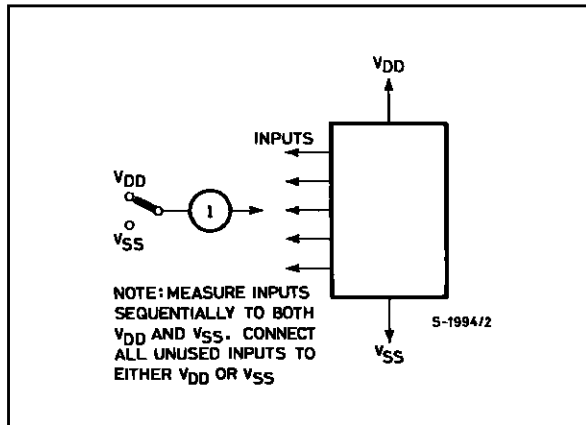 VDD
INPUTS
VDD
I
VSS
NOTE: MEASURE INPUTS
SEQUENTIALLY TO BOTH
VDD AND VSS. CONNECT
ALL UNUSED INPUTS TO
EITHER VDD OR VSS
S-1994/2
VSS